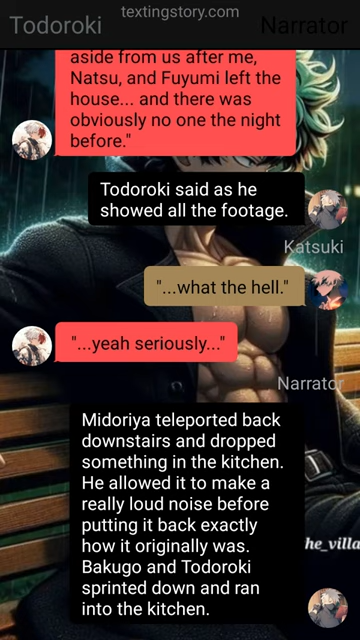 textingstory.com
Todoroki
Narrator
aside from us after me,
Natsu, and Fuyumi left the
house... and there was
obviously no one the night
before."
Todoroki said as he
showed all the footage.
Katsuki
"...what the hell."
"...yeah seriously..."
Narrator
Midoriya teleported back
downstairs and dropped
something in the kitchen.
He allowed it to make a
really loud noise before
putting it back exactly
how it originally was.
Bakugo and Todoroki
sprinted down and ran
into the kitchen.
he_villa